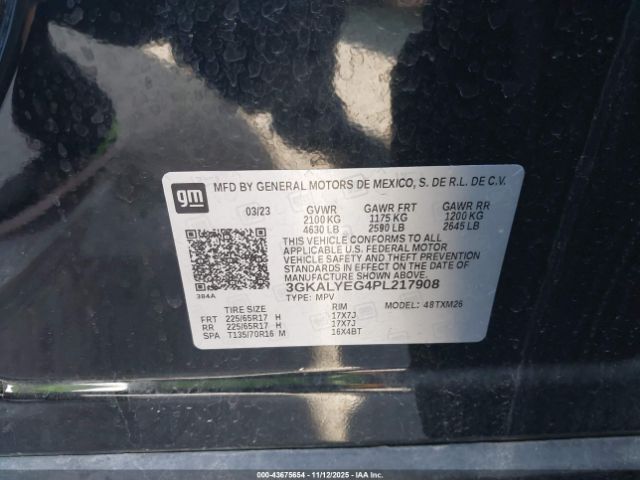 gm
MFD BY GENERAL MOTORS DE MEXICO, S. DE R.L. DE C.V.
03/23 GVWR GAWR FRT GAWR RR
2100 KG 1175 KG 1200 KG
4630 LB 2590 LB 2645 LB
THIS VEHICLE CONFORMS TO ALL
APPLICABLE U.S. FEDERAL MOTOR
VEHICLE SAFETY, BUMPER, AND THEFT
PREVENTION STANDARDS IN EFFECT ON
THE DATE OF MANUFACTURE SHOWN ABOVE.
3GKALYEG4PL217908
TYPE: MPV MODEL: 48TXM26
384A
TIRE SIZE RIM
FRT 225/65R17 H 17X7J
RR 225/65R17 H 17X7J
SPA T135/70R16 M 16X4BT
000-43675654 - 11/12/2025 - IAAI.COM